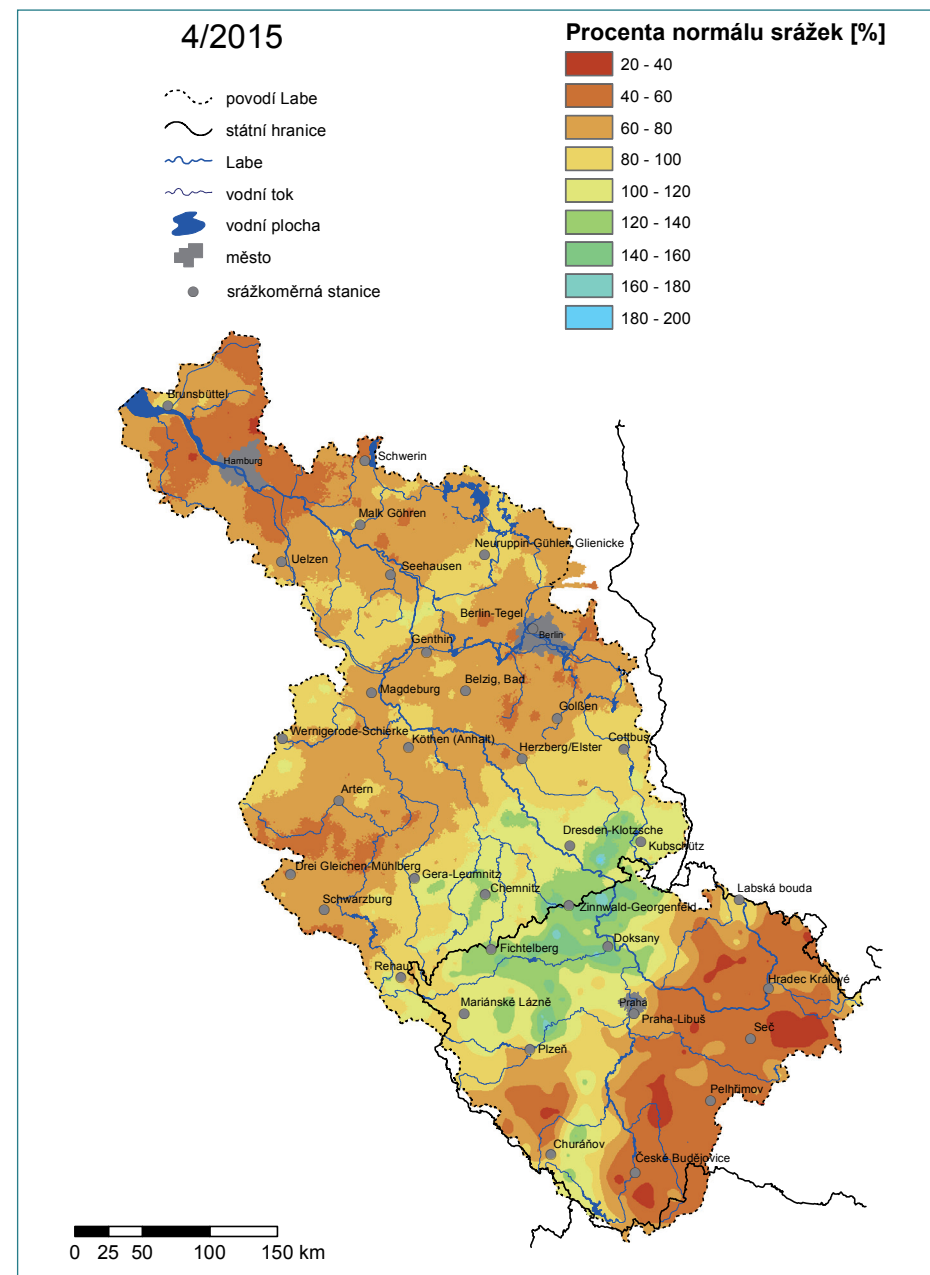 4/2015
povodí Labe
státní hranice
Labe
vodní tok
vodní plocha
město
srážkoměrná stanice
Procenta normálu srážek [%]
20 - 40
40 - 60
60 - 80
80 - 100
100 - 120
120 - 140
140 - 160
160 - 180
180 - 200
Brunsbüttel
Hamburg
Schwerin
Malk Göhren
Neuruppin-Gühlen Glienicke
Uelzen
Seehausen
Berlin-Tegel
Berlin
Genthin
Magdeburg
Belzig, Bad
Golßen
Wernigerode-Schierke
Köthen (Anhalt)
Cottbus
Herzberg/Elster
Artern
Dresden-Klotzsche
Kubschütz
Drei Gleichen-Mühlberg
Gera-Leumnitz
Chemnitz
Labská bouda
Schwarzburg
Zinnwald-Georgenfeld
Fichtelberg
Doksany
Rehau
Hradec Králové
Mariánské Lázně
Praha
Praha-Libuš
Seč
Plzeň
Pelhřimov
Churáňov
České Budějovice
0 25 50 100 150 km